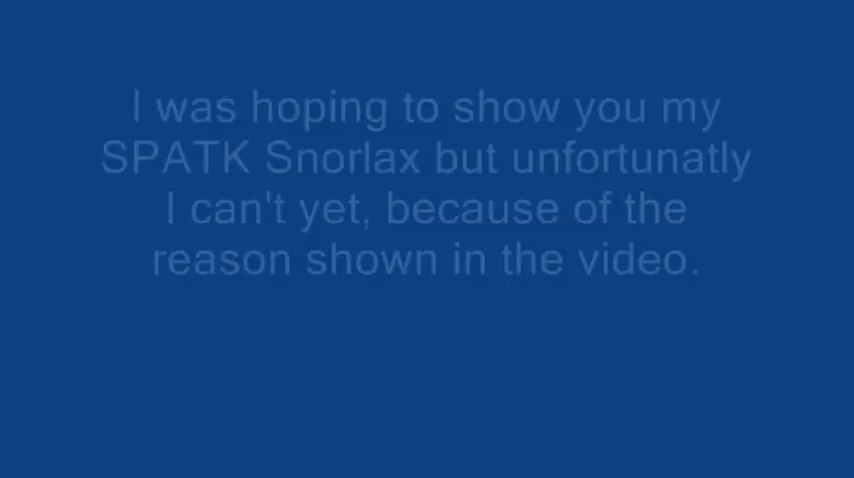 I was hoping to show you my
SPATK Snorlax but unfortunatly
I can't yet, because of the
reason shown in the video.